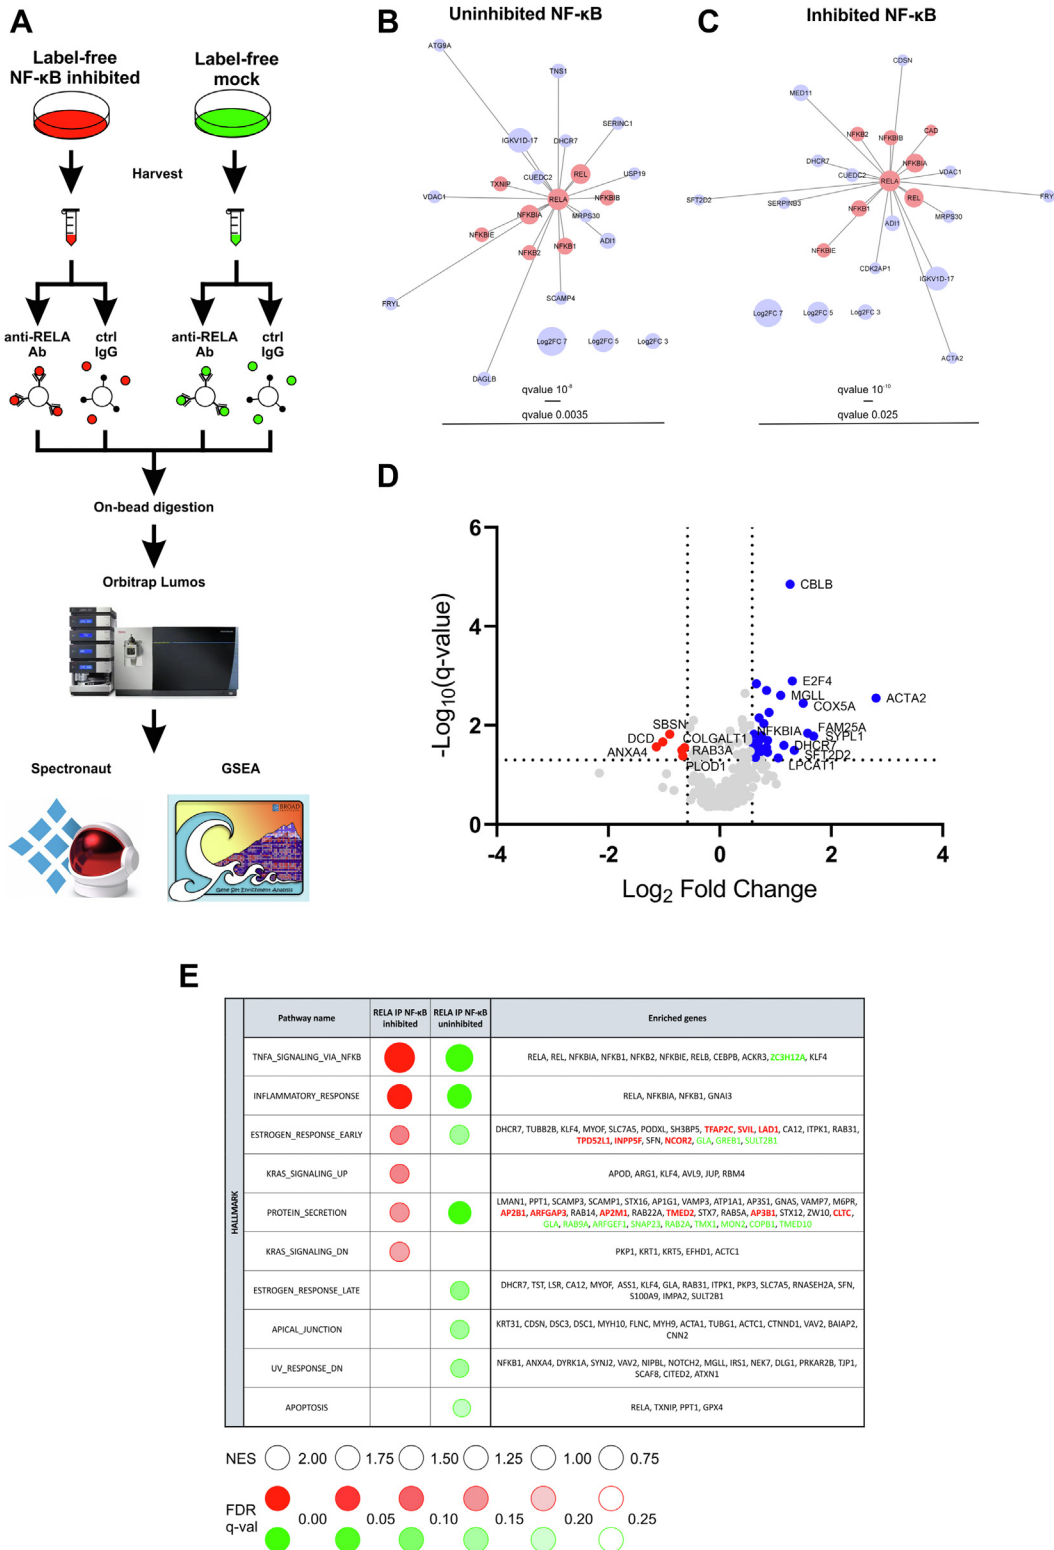 A
Label-free
NF-κB inhibited
Label-free
mock
Harvest
anti-RELA
Ab
ctrl
IgG
anti-RELA
Ab
ctrl
IgG
On-bead digestion
Orbitrap Lumos
Spectronaut
GSEA
BROAD
Gene Set Enrichment Analysis
B
Uninhibited NF-κB
ATG9A
TNS1
SERINC1
IGKV1D-17
DHCR7
CUEDC2
REL
USP19
TXNIP
VDAC1
RELA
NFKBIB
NFKBIA
MRPS30
NFKBIE
NFKB2
NFKB1
ADI1
FRYL
SCAMP4
Log2FC 7
Log2FC 5
Log2FC 3
DAGLB
qvalue 10-8
qvalue 0.0035
C
Inhibited NF-κB
CDSN
MED11
NFKB2
NFKBIB
CAD
DHCR7
NFKBIA
CUEDC2
RELA
VDAC1
SFT2D2
SERPINB3
REL
FRY
NFKB1
MRPS30
ADI1
NFKBIE
CDK2AP1
IGKV1D-17
Log2FC 7
Log2FC 5
Log2FC 3
ACTA2
qvalue 10-10
qvalue 0.025
D
-Log10(q-value)
6
4
2
0
CBLB
E2F4
MGLL
ACTA2
COX5A
SBSN
NFKBIA
FAM25A
DCD
COLGALT1
SYPL1
ANXA4
RAB3A
DHCR7
SFT2D2
PLOD1
LPCAT1
-4
-2
0
2
4
Log2 Fold Change
E
HALLMARK
Pathway name
RELA IP NF-κB
inhibited
RELA IP NF-κB
uninhibited
Enriched genes
TNFA_SIGNALING_VIA_NFKB
RELA, REL, NFKBIA, NFKB1, NFKB2, NFKBIE, RELB, CEBPB, ACKR3, ZC3H12A, KLF4
INFLAMMATORY_RESPONSE
RELA, NFKBIA, NFKB1, GNAI3
ESTROGEN_RESPONSE_EARLY
DHCR7, TUBB2B, KLF4, MYOF, SLC7A5, PODXL, SH3BP5, TFAP2C, SVIL, LAD1, CA12, ITPK1, RAB31,
TPD52L1, INPP5F, SFN, NCOR2, GLA, GREB1, SULT2B1
KRAS_SIGNALING_UP
APOD, ARG1, KLF4, AVL9, JUP, RBM4
PROTEIN_SECRETION
LMAN1, PPT1, SCAMP3, SCAMP1, STX16, AP1G1, VAMP3, ATP1A1, AP3S1, GNAS, VAMP7, M6PR,
AP2B1, ARFGAP3, RAB14, AP2M1, RAB22A, TMED2, STX7, RAB5A, AP3B1, STX12, ZW10, CLTC,
GLA, RAB9A, ARFGEF1, SNAP23, RAB2A, TMX1, MON2, COPB1, TMED10
KRAS_SIGNALING_DN
PKP1, KRT1, KRT5, EFHD1, ACTC1
ESTROGEN_RESPONSE_LATE
DHCR7, TST, LSR, CA12, MYOF, ASS1, KLF4, GLA, RAB31, ITPK1, PKP3, SLC7A5, RNASEH2A, SFN,
S100A9, IMPA2, SULT2B1
APICAL_JUNCTION
KRT31, CDSN, DSC3, DSC1, MYH10, FLNC, MYH9, ACTA1, TUBG1, ACTC1, CTNND1, VAV2, BAIAP2,
CNN2
UV_RESPONSE_DN
NFKB1, ANXA4, DYRK1A, SYNJ2, VAV2, NIPBL, NOTCH2, MGLL, IRS1, NEK7, DLG1, PRKAR2B, TJP1,
SCAF8, CITED2, ATXN1
APOPTOSIS
RELA, TXNIP, PPT1, GPX4
NES
2.00
1.75
1.50
1.25
1.00
0.75
FDR
q-val
0.00
0.05
0.10
0.15
0.20
0.25